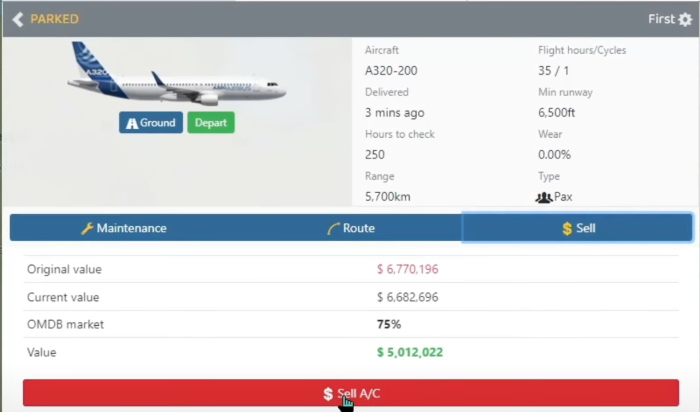 PARKED
First
A320
Aircraft
Flight hours/Cycles
A320-200
35 / 1
Delivered
Min runway
3 mins ago
6,500ft
Hours to check
Wear
250
0.00%
Range
Type
5,700km
Pax
Ground
Depart
Maintenance
Route
$ Sell
Original value
$ 6,770,196
Current value
$ 6,682,696
OMDB market
75%
Value
$ 5,012,022
$ Sell A/C